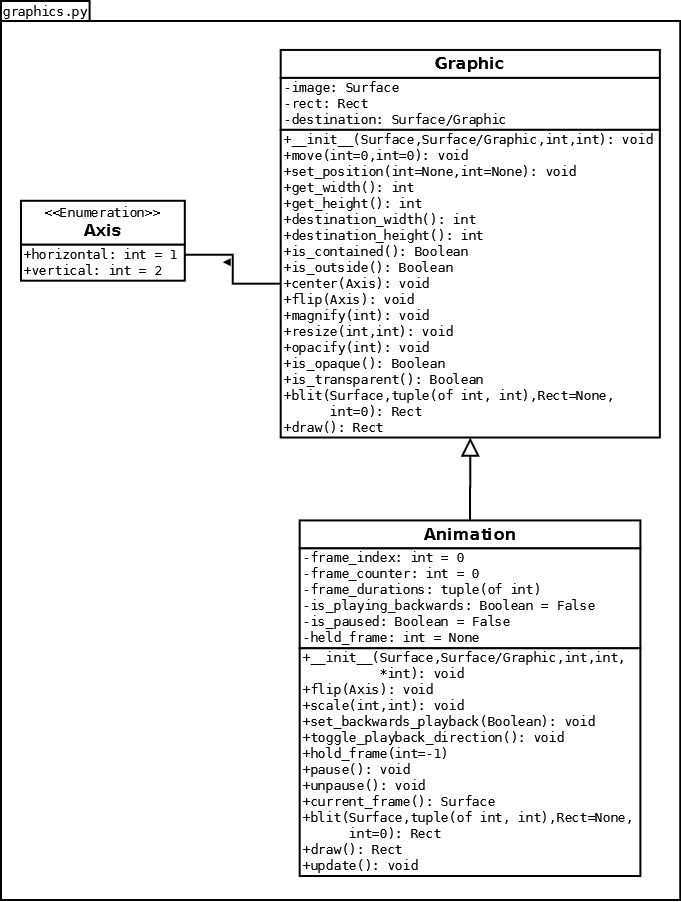 graphics.py
Graphic
-image: Surface
-rect: Rect
-destination: Surface/Graphic
+__init__(Surface,Surface/Graphic,int,int): void
+move(int=0,int=0): void
+set_position(int=None,int=None): void
+get_width(): int
+get_height(): int
+destination_width(): int
+destination_height(): int
+is_contained(): Boolean
+is_outside(): Boolean
+center(Axis): void
+flip(Axis): void
+magnify(int): void
+resize(int,int): void
+opacify(int): void
+is_opaque(): Boolean
+is_transparent(): Boolean
+blit(Surface,tuple(of int, int),Rect=None,
int=0): Rect
+draw(): Rect
<<Enumeration>>
Axis
+horizontal: int = 1
+vertical: int = 2
Animation
-frame_index: int = 0
-frame_counter: int = 0
-frame_durations: tuple(of int)
-is_playing_backwards: Boolean = False
-is_paused: Boolean = False
-held_frame: int = None
+__init__(Surface,Surface/Graphic,int,int,
*int): void
+flip(Axis): void
+scale(int,int): void
+set_backwards_playback(Boolean): void
+toggle_playback_direction(): void
+hold_frame(int=-1)
+pause(): void
+unpause(): void
+current_frame(): Surface
+blit(Surface,tuple(of int, int),Rect=None,
int=0): Rect
+draw(): Rect
+update(): void